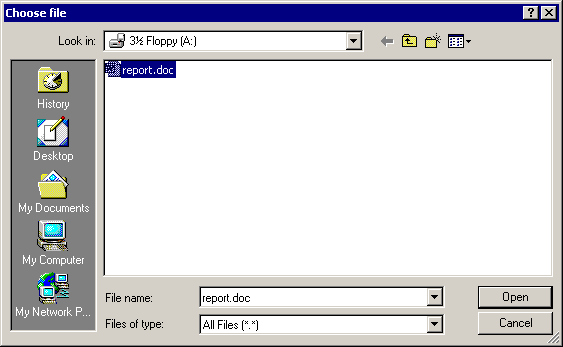 Choose file
Look in: 3½ Floppy (A:)
report.doc
History
Desktop
My Documents
My Computer
My Network P...
File name: report.doc Open
Files of type: All Files (*.*) Cancel